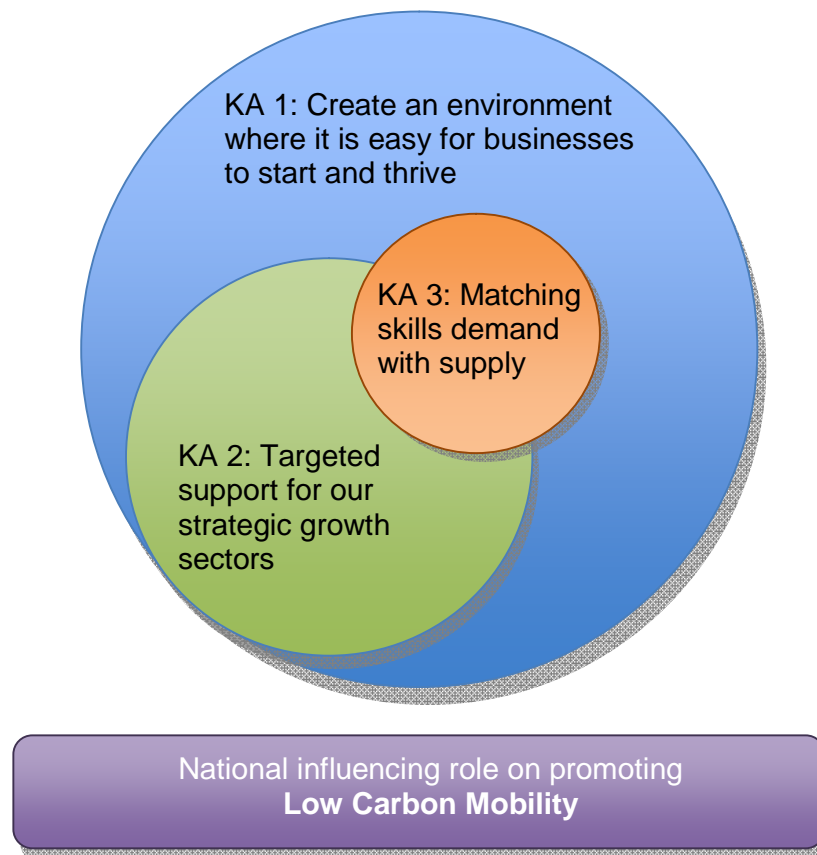 KA 1: Create an environment
where it is easy for businesses
to start and thrive
KA 3: Matching
skills demand
with supply
KA 2: Targeted
support for our
strategic growth
sectors
National influencing role on promoting
Low Carbon Mobility